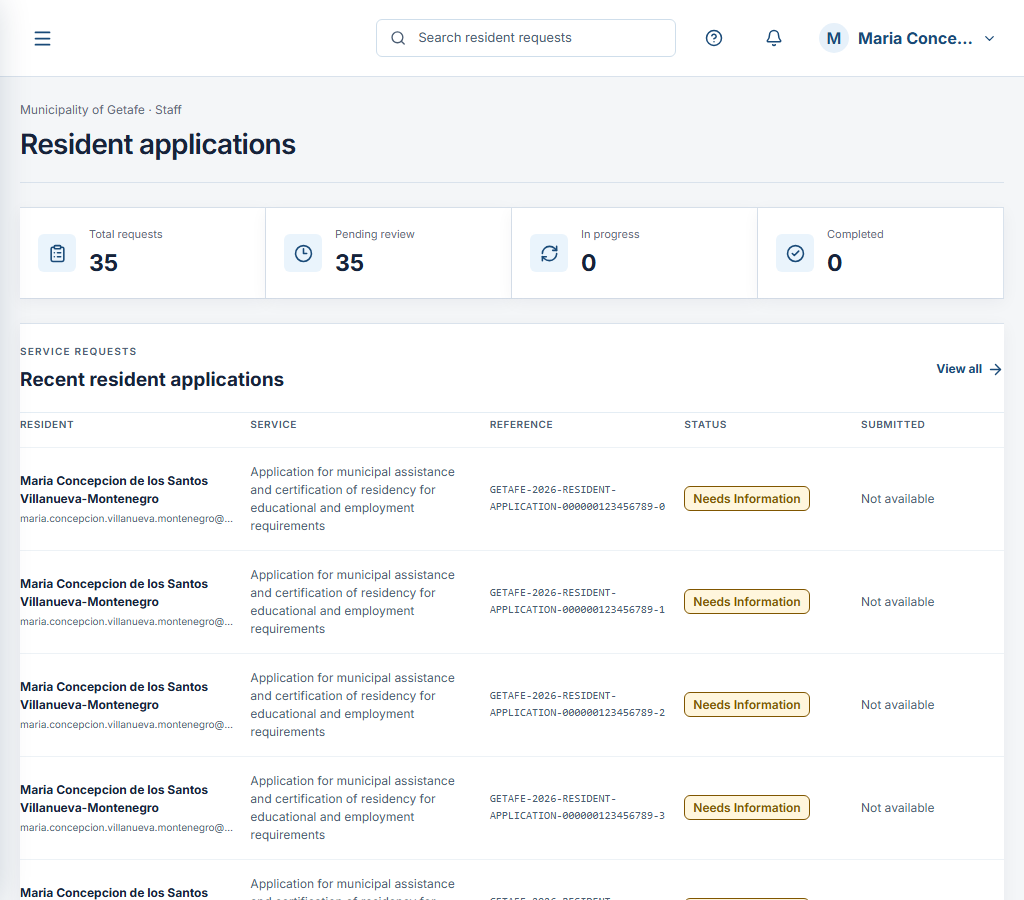 Search resident requests
M
Maria Conce...
Municipality of Getafe · Staff
Resident applications
Total requests
35
Pending review
35
In progress
0
Completed
0
SERVICE REQUESTS
Recent resident applications
View all
RESIDENT SERVICE REFERENCE STATUS SUBMITTED
Maria Concepcion de los Santos
Villanueva-Montenegro
maria.concepcion.villanueva.montenegro@...
Application for municipal assistance
and certification of residency for
educational and employment
requirements
GETAFE-2026-RESIDENT-
APPLICATION-000000123456789-0
Needs Information
Not available
Maria Concepcion de los Santos
Villanueva-Montenegro
maria.concepcion.villanueva.montenegro@...
Application for municipal assistance
and certification of residency for
educational and employment
requirements
GETAFE-2026-RESIDENT-
APPLICATION-000000123456789-1
Needs Information
Not available
Maria Concepcion de los Santos
Villanueva-Montenegro
maria.concepcion.villanueva.montenegro@...
Application for municipal assistance
and certification of residency for
educational and employment
requirements
GETAFE-2026-RESIDENT-
APPLICATION-000000123456789-2
Needs Information
Not available
Maria Concepcion de los Santos
Villanueva-Montenegro
maria.concepcion.villanueva.montenegro@...
Application for municipal assistance
and certification of residency for
educational and employment
requirements
GETAFE-2026-RESIDENT-
APPLICATION-000000123456789-3
Needs Information
Not available
Maria Concepcion de los Santos
Application for municipal assistance